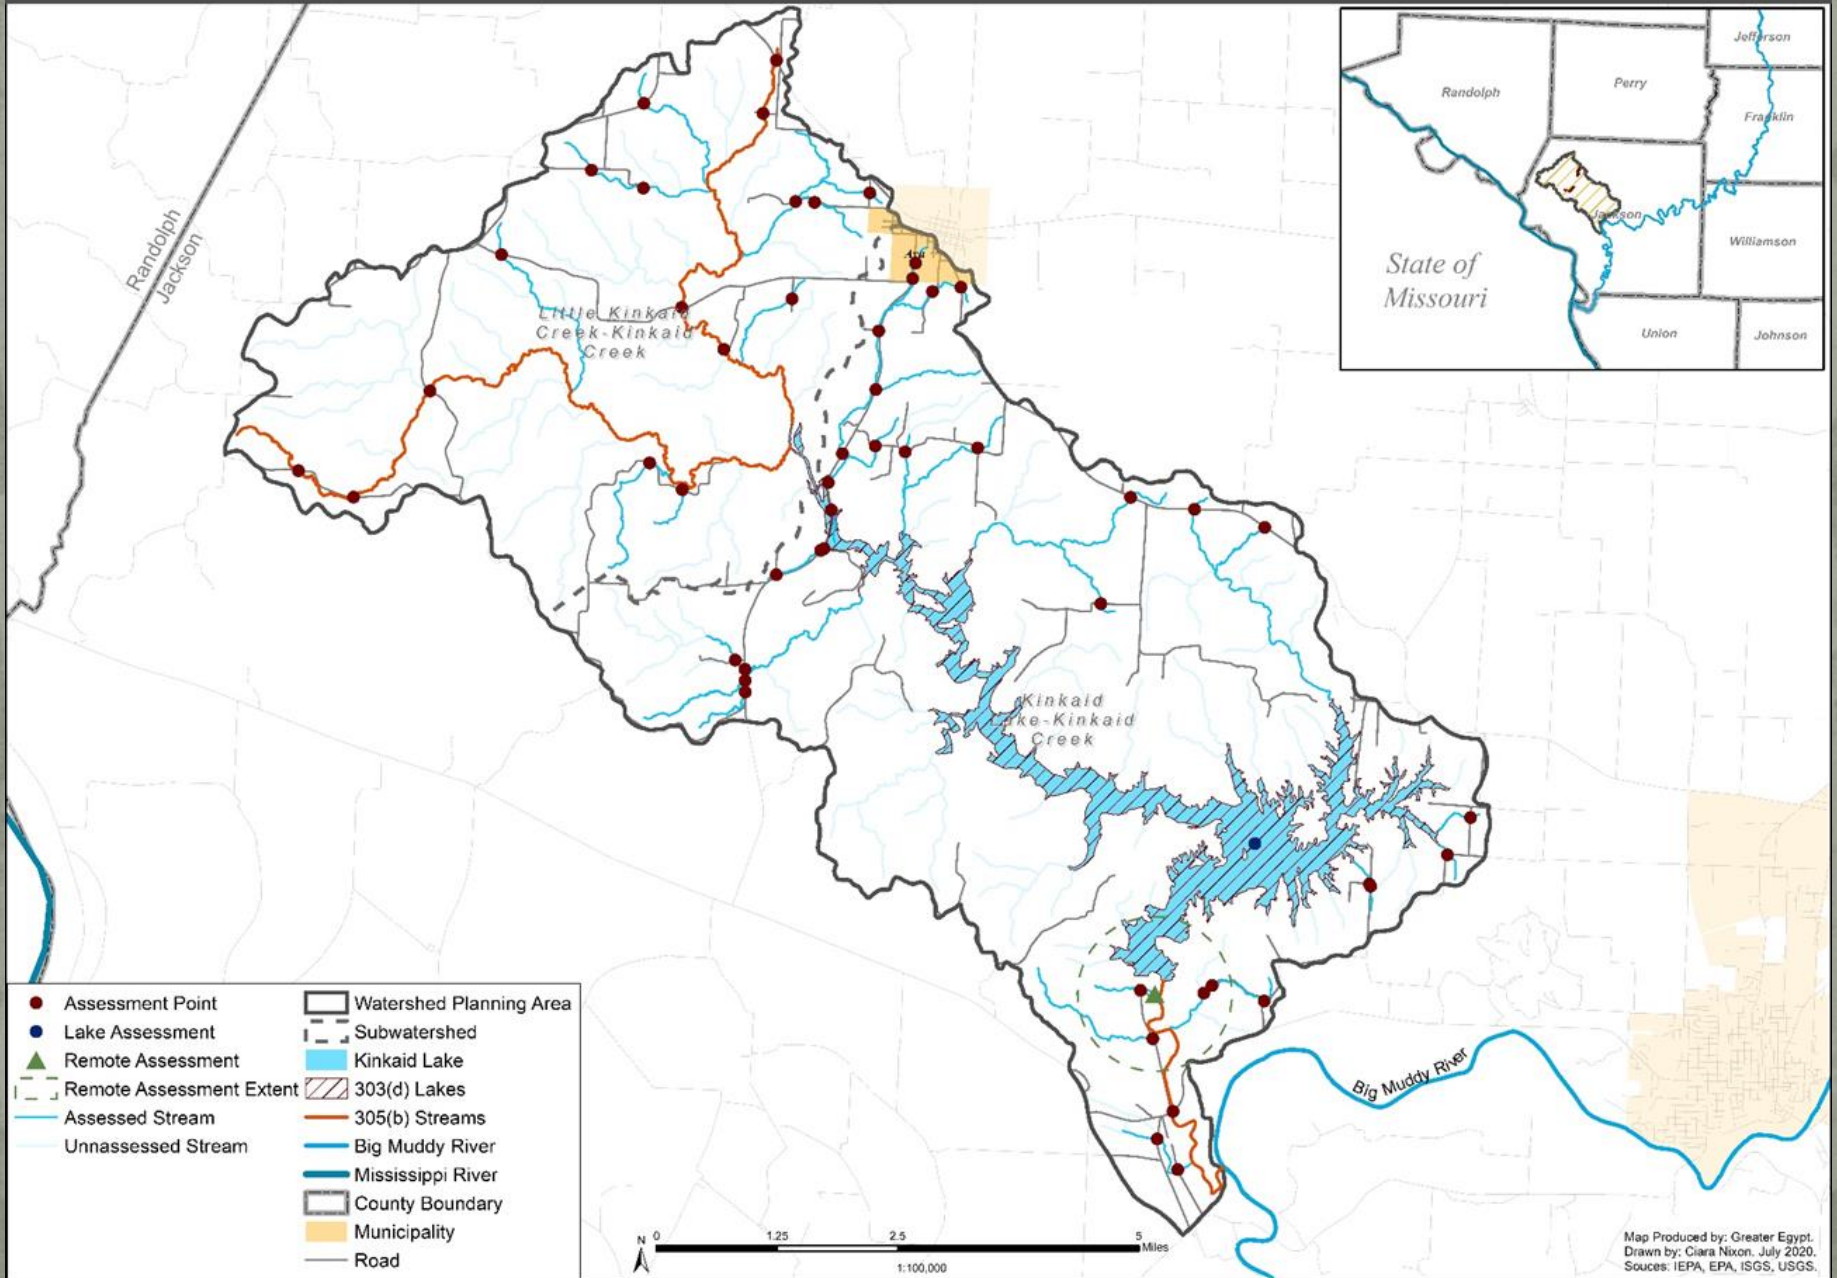 Jefferson
Perry
Randolph
Franklin
Jackson
State of
Missouri
Williamson
Union
Johnson
Randolph
Jackson
Ava
Little Kinkaid
Creek-Kinkaid
Creek
Kinkaid
Lake-Kinkaid
Creek
Big Muddy River
Assessment Point
Lake Assessment
Remote Assessment
Remote Assessment Extent
Assessed Stream
Unnassessed Stream
Watershed Planning Area
Subwatershed
Kinkaid Lake
303(d) Lakes
305(b) Streams
Big Muddy River
Mississippi River
County Boundary
Municipality
Road
N
0 1.25 2.5 5
Miles
1:100,000
Map Produced by: Greater Egypt.
Drawn by: Ciara Nixon. July 2020.
Souces: IEPA, EPA, ISGS, USGS.